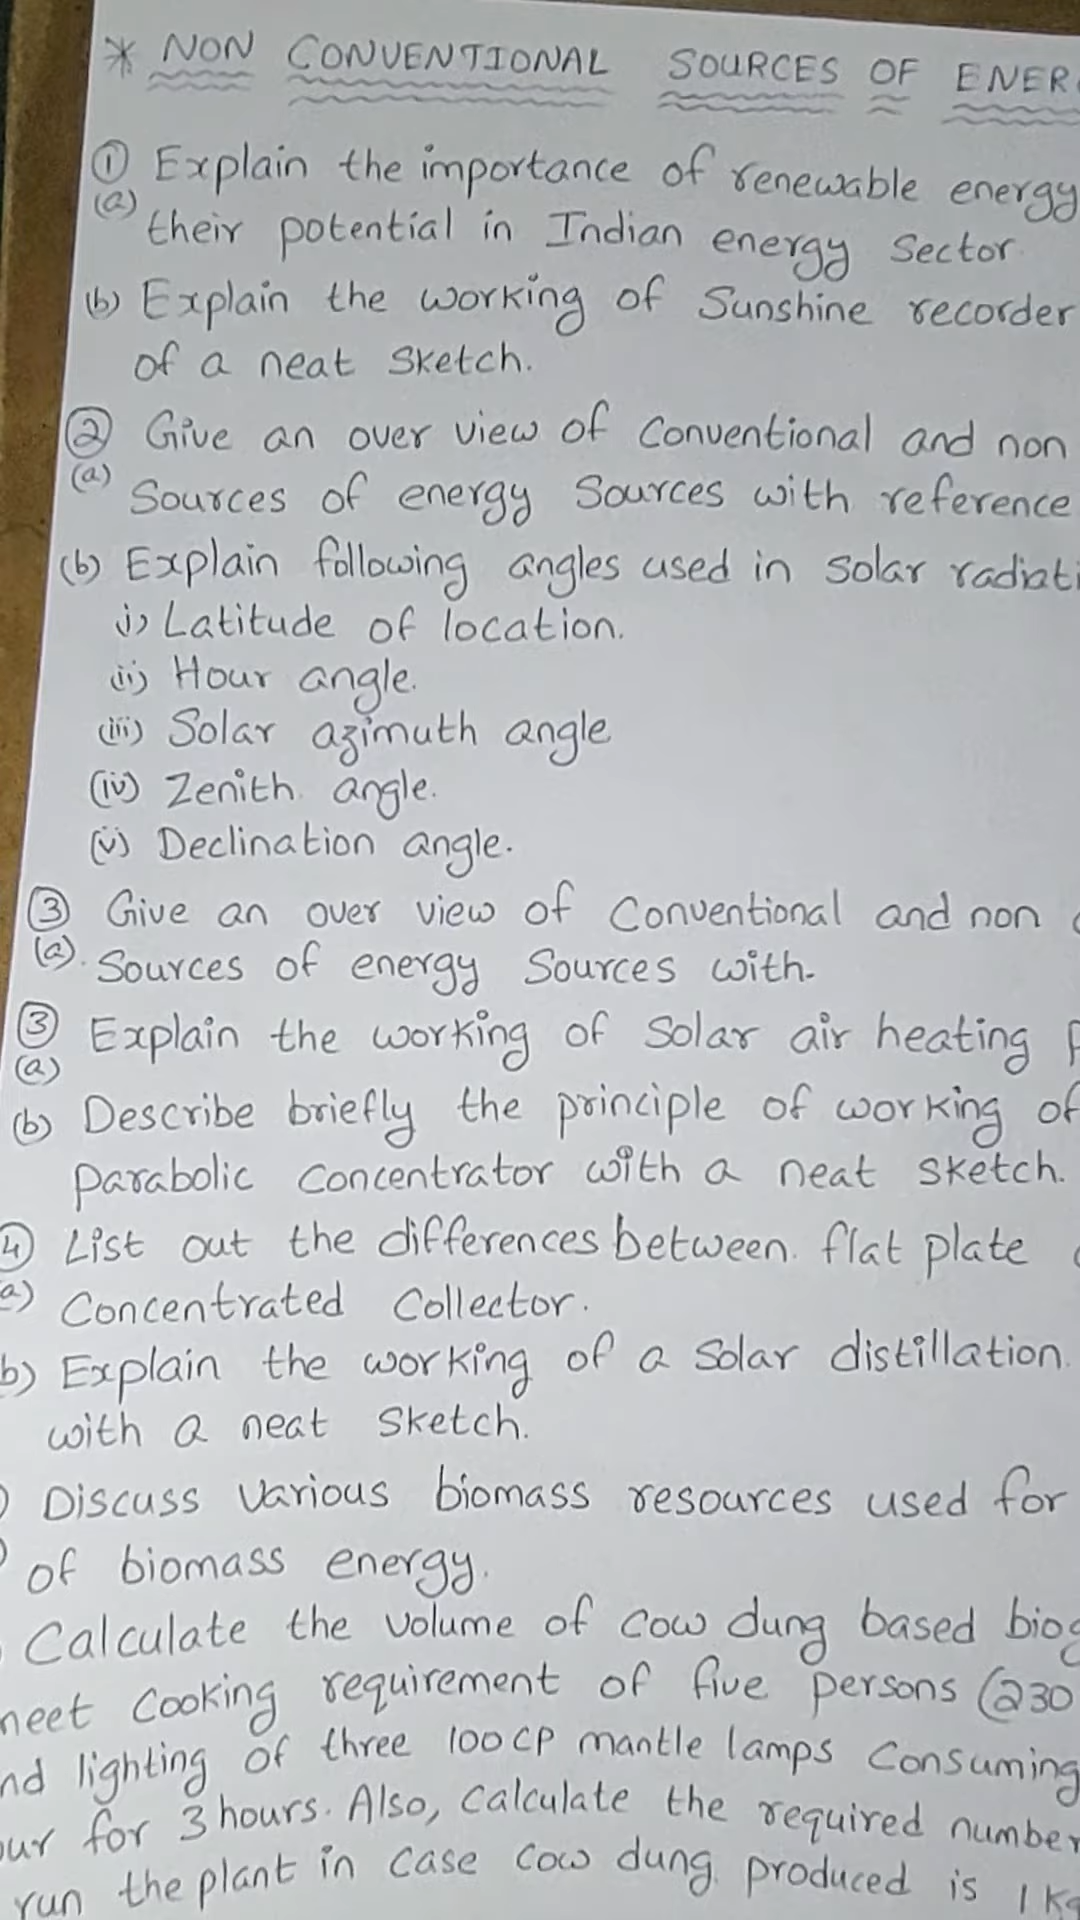 * NON CONVENTIONAL SOURCES OF ENER
① Explain the importance of renewable energy
(a) their potential in Indian energy Sector.
(b) Explain the working of Sunshine recorder
of a neat sketch.
② Give an over view of Conventional and non
(a) Sources of energy Sources with reference
(b) Explain following angles used in solar radiati
i) Latitude of location.
(ii) Hour angle.
(iii) Solar azimuth angle
(iv) Zenith angle.
(v) Declination angle.
③ Give an over view of Conventional and non
(a). Sources of energy Sources with-
③ Explain the working of Solar air heating
(a)
(b) Describe briefly the principle of working of
parabolic concentrator with a neat sketch.
④ List out the differences between flat plate
a) Concentrated Collector.
b) Explain the working of a Solar distillation
with a neat sketch.
Discuss various biomass resources used for
of biomass energy.
Calculate the volume of cow dung based biog
meet cooking requirement of five persons @230
nd lighting of three 100CP mantle lamps Consuming
our for 3 hours. Also, calculate the required number
run the plant in case cow dung produced is 1 kg